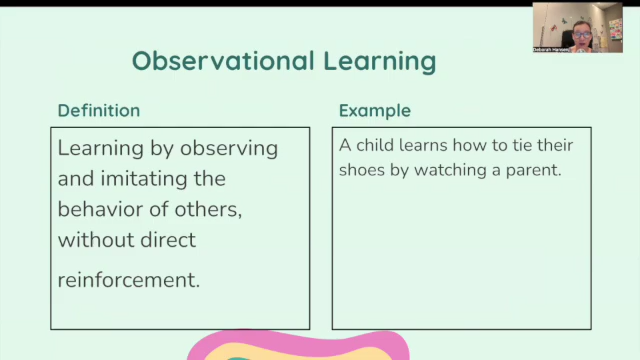 Observational Learning
Definition
Learning by observing
and imitating the
behavior of others,
without direct
reinforcement.
Example
A child learns how to tie their
shoes by watching a parent.
Deborah Hansen